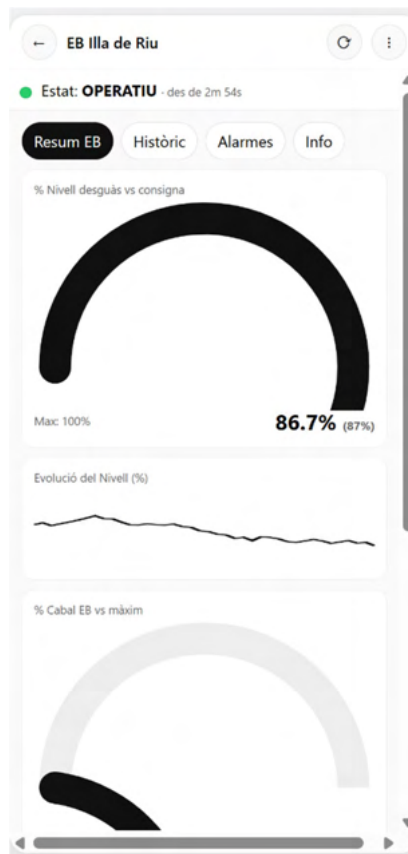 EB Illa de Riu
Estat: OPERATIU · des de 2m 54s
Resum EB Històric Alarmes Info
% Nivell desguàs vs consigna
Max: 100% 86.7% (87%)
Evolució del Nivell (%)
% Cabal EB vs màxim